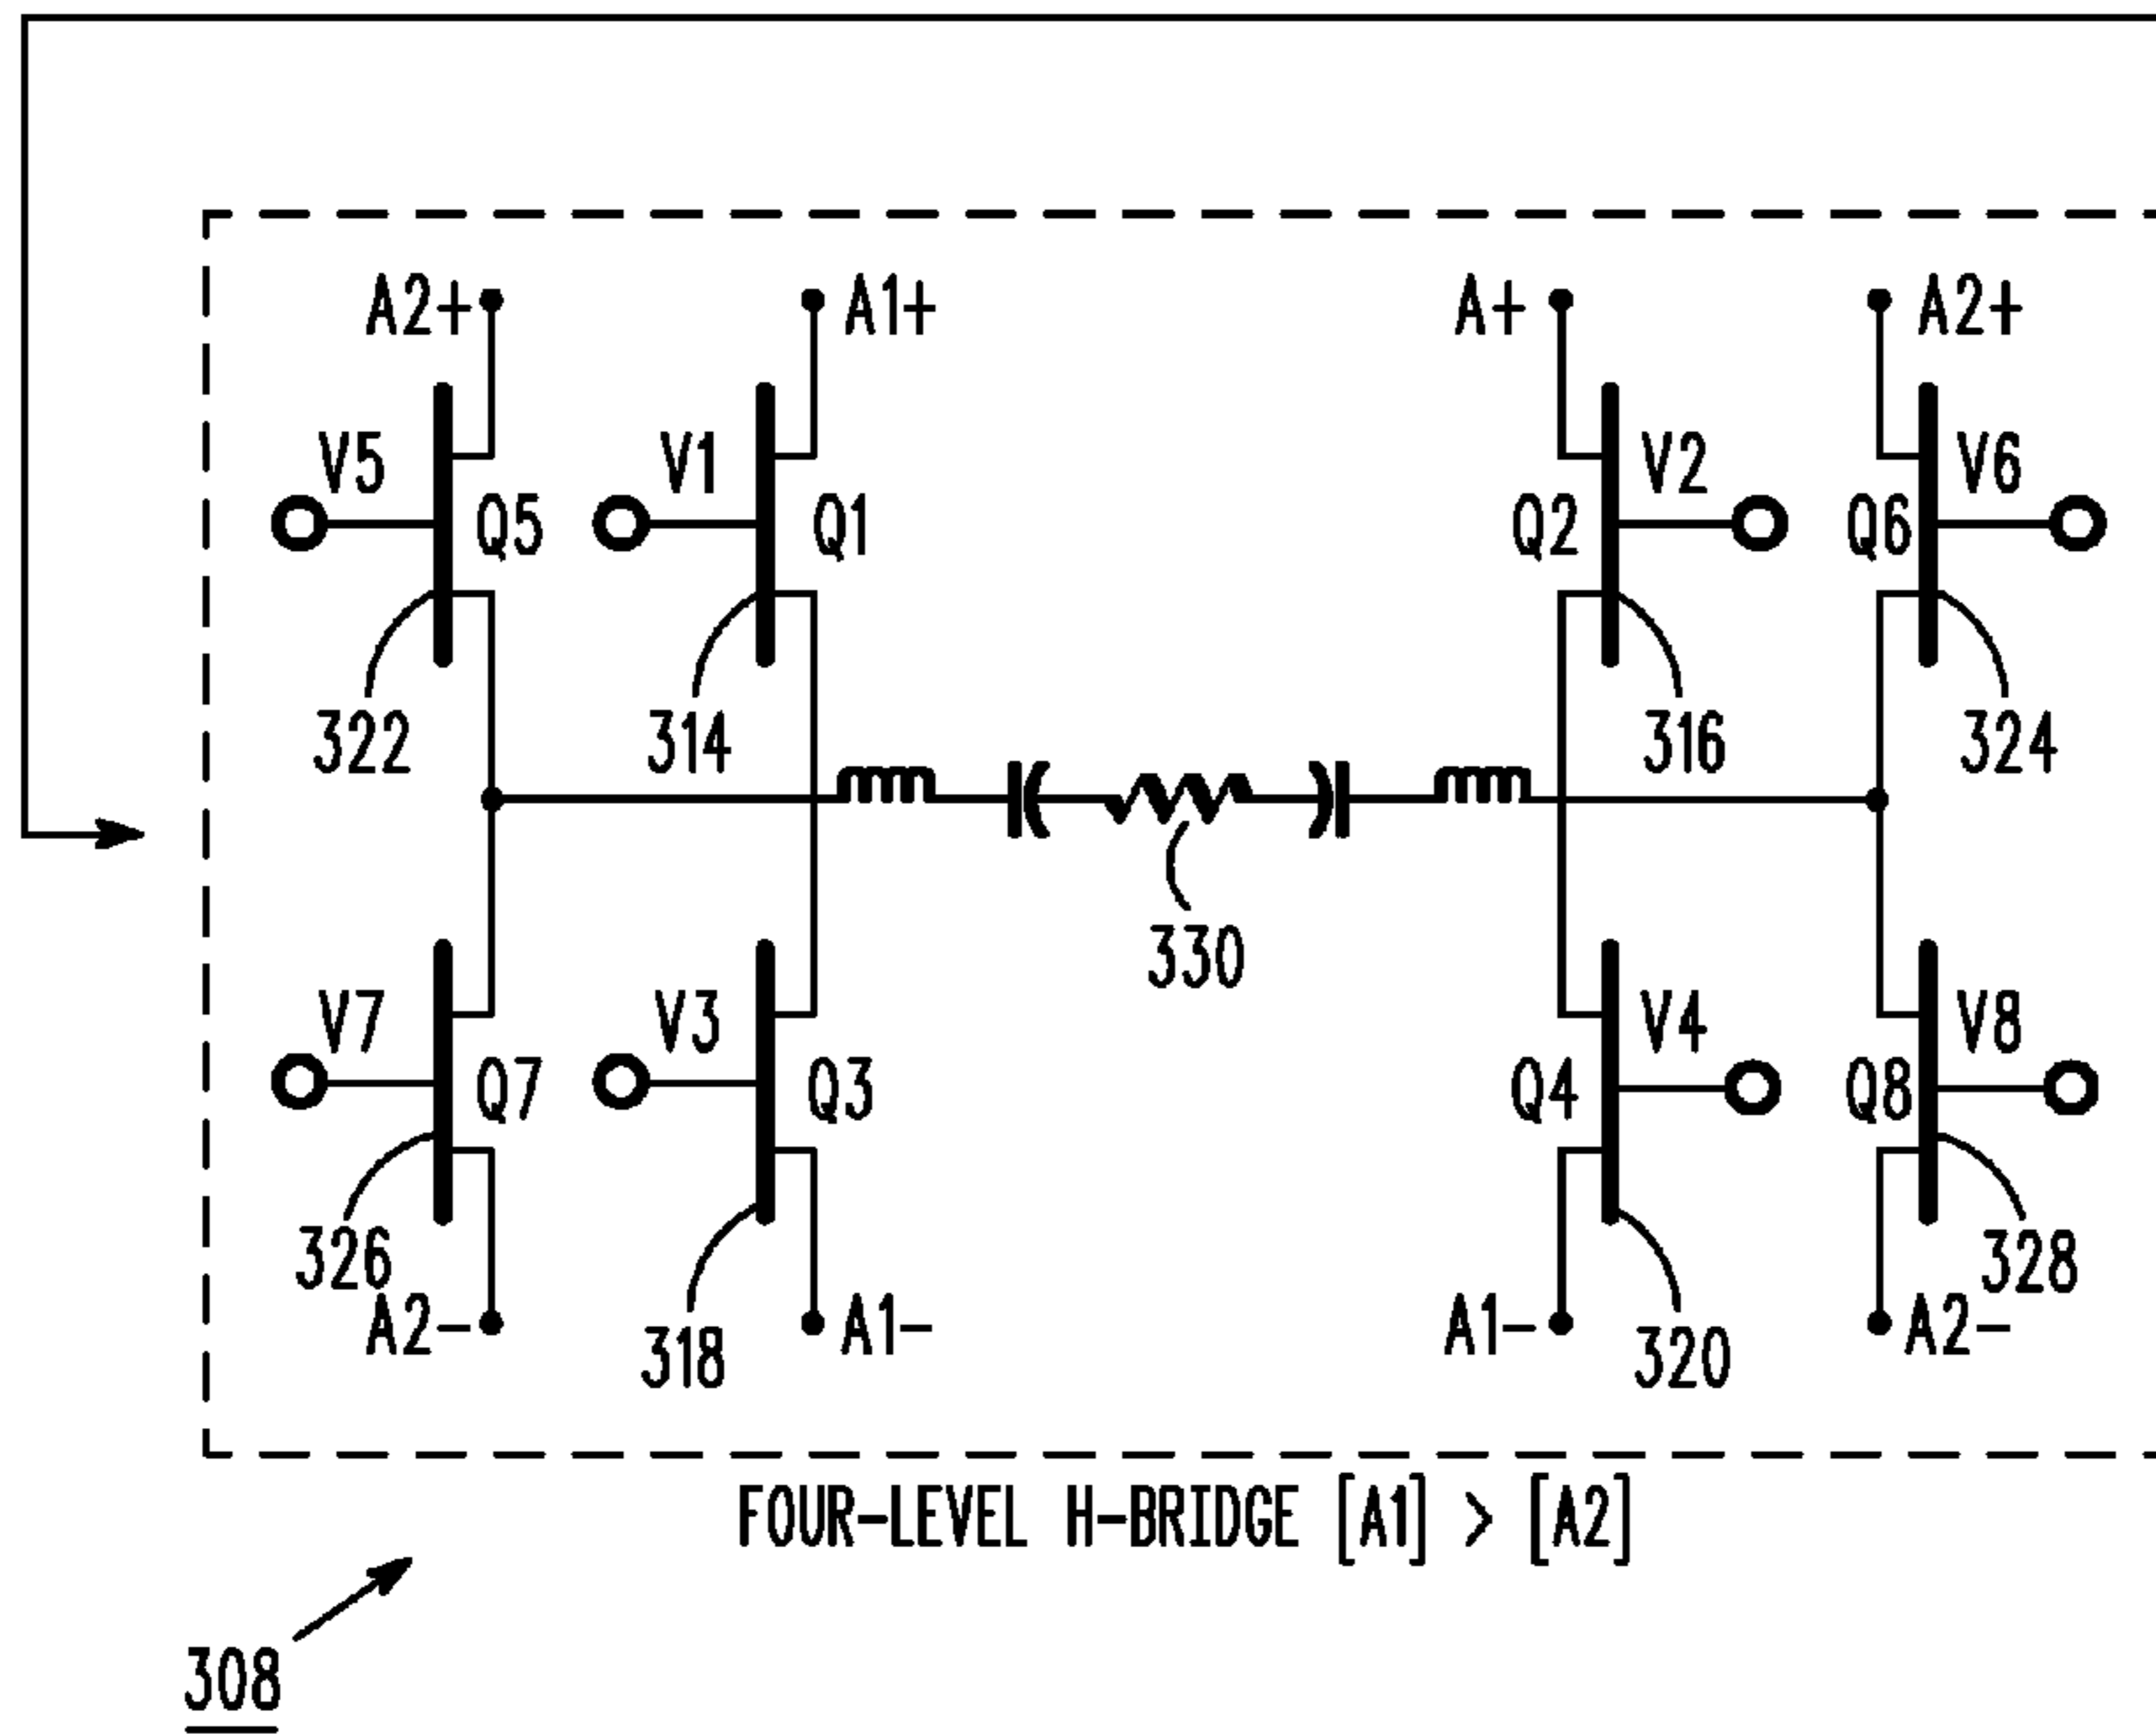 A2+ A1+ A+ A2+
V5 V1 V2 V6
Q5 Q1 Q2 Q6
322 314 316 324
330
V7 V3 V4 V8
Q7 Q3 Q4 Q8
326 328
A2- A1- A1- A2-
318 320
FOUR-LEVEL H-BRIDGE [A1] > [A2]
308